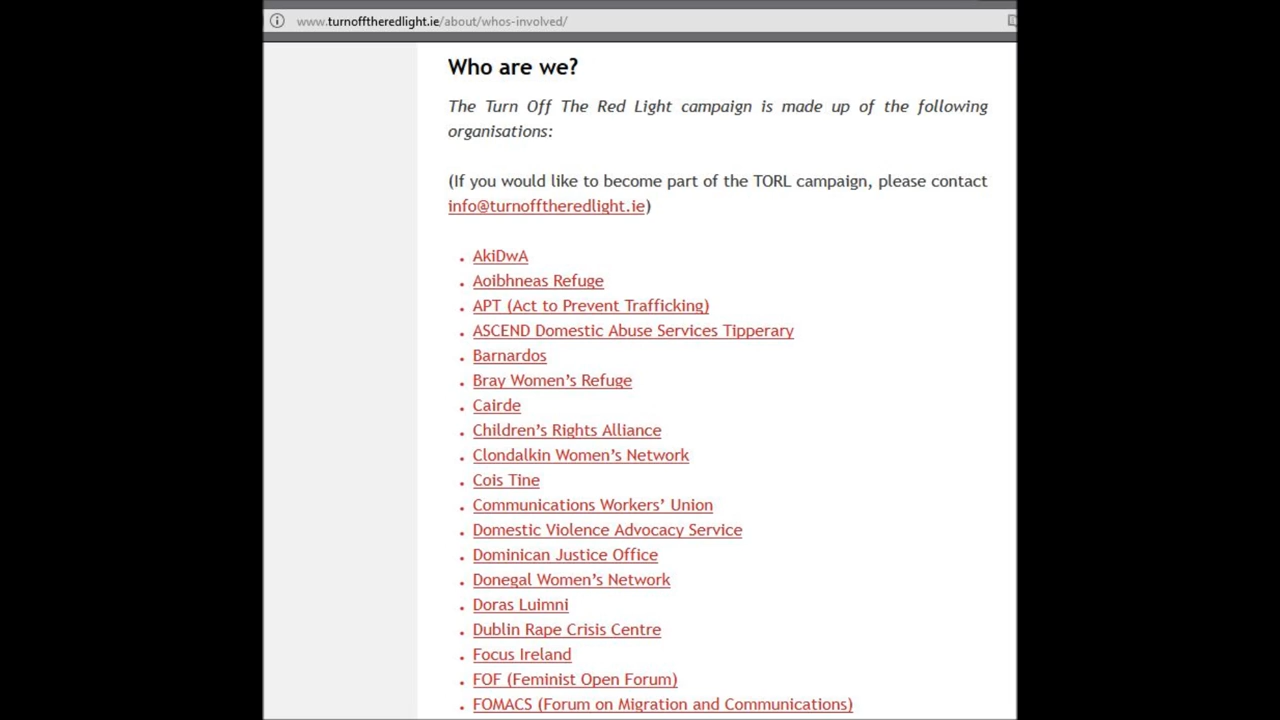 www.turnofftheredlight.ie/about/whos-involved/
Who are we?
The Turn Off The Red Light campaign is made up of the following
organisations:
(If you would like to become part of the TORL campaign, please contact
info@turnofftheredlight.ie)
AkiDwA
Aoibhneas Refuge
APT (Act to Prevent Trafficking)
ASCEND Domestic Abuse Services Tipperary
Barnardos
Bray Women’s Refuge
Cairde
Children’s Rights Alliance
Clondalkin Women’s Network
Cois Tine
Communications Workers’ Union
Domestic Violence Advocacy Service
Dominican Justice Office
Donegal Women’s Network
Doras Luimni
Dublin Rape Crisis Centre
Focus Ireland
FOF (Feminist Open Forum)
FOMACS (Forum on Migration and Communications)